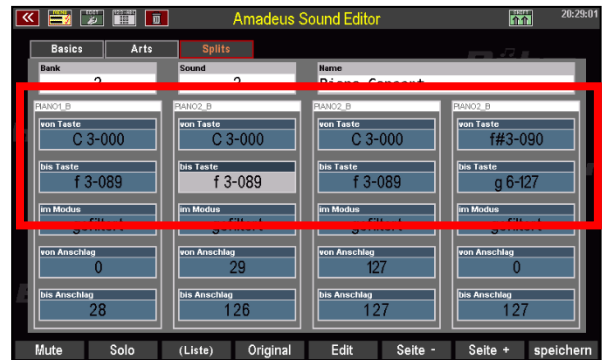 Amadeus Sound Editor 20:29:01
Basics Arts Splits
Bank Sound Name
PIANO1_B PIANO2_B PIANO2_B PIANO2_B
von Taste von Taste von Taste von Taste
C 3-000 C 3-000 C 3-000 f#3-090
bis Taste bis Taste bis Taste bis Taste
f 3-089 f 3-089 f 3-089 g 6-127
im Modus im Modus im Modus im Modus
von Anschlag von Anschlag von Anschlag von Anschlag
0 29 127 0
bis Anschlag bis Anschlag bis Anschlag bis Anschlag
28 126 127 127
Mute Solo (Liste) Original Edit Seite - Seite + speichern